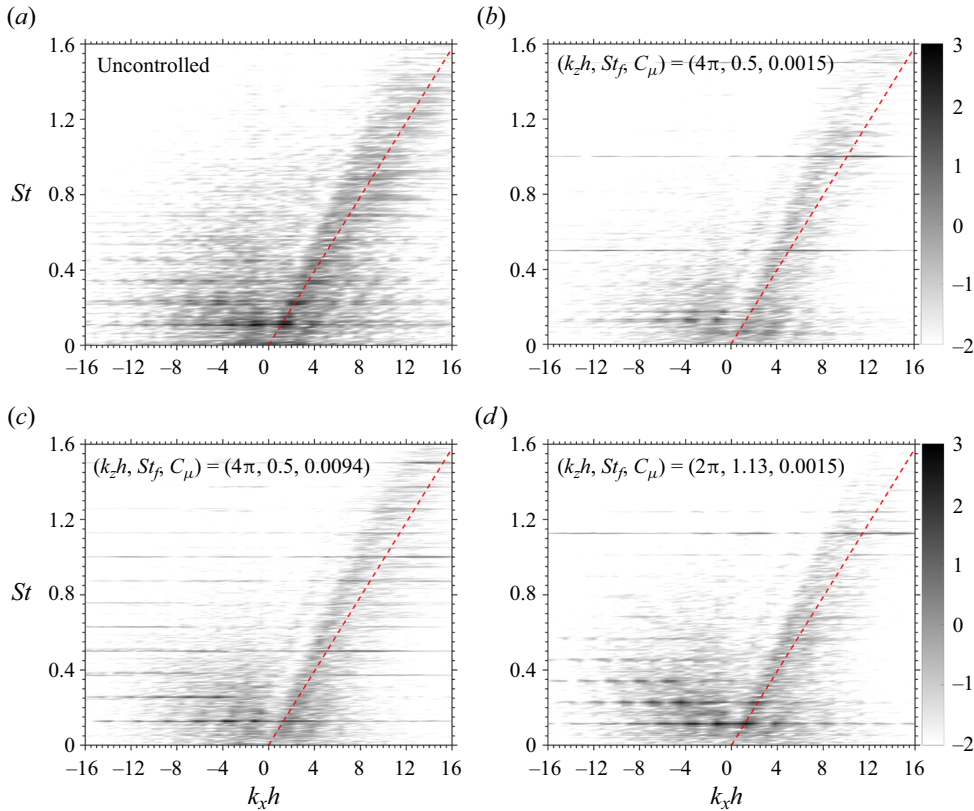 (a)
(b)
1.6
1.2
0.8
0.4
0
St
Uncontrolled
–16 –12 –8 –4 0 4 8 12 16
1.6
1.2
0.8
0.4
0
(k_z h, St_f, C_μ) = (4π, 0.5, 0.0015)
–16 –12 –8 –4 0 4 8 12 16
3
2
1
0
–1
–2
(c)
(d)
1.6
1.2
0.8
0.4
0
St
(k_z h, St_f, C_μ) = (4π, 0.5, 0.0094)
–16 –12 –8 –4 0 4 8 12 16
k_x h
1.6
1.2
0.8
0.4
0
(k_z h, St_f, C_μ) = (2π, 1.13, 0.0015)
–16 –12 –8 –4 0 4 8 12 16
k_x h
3
2
1
0
–1
–2